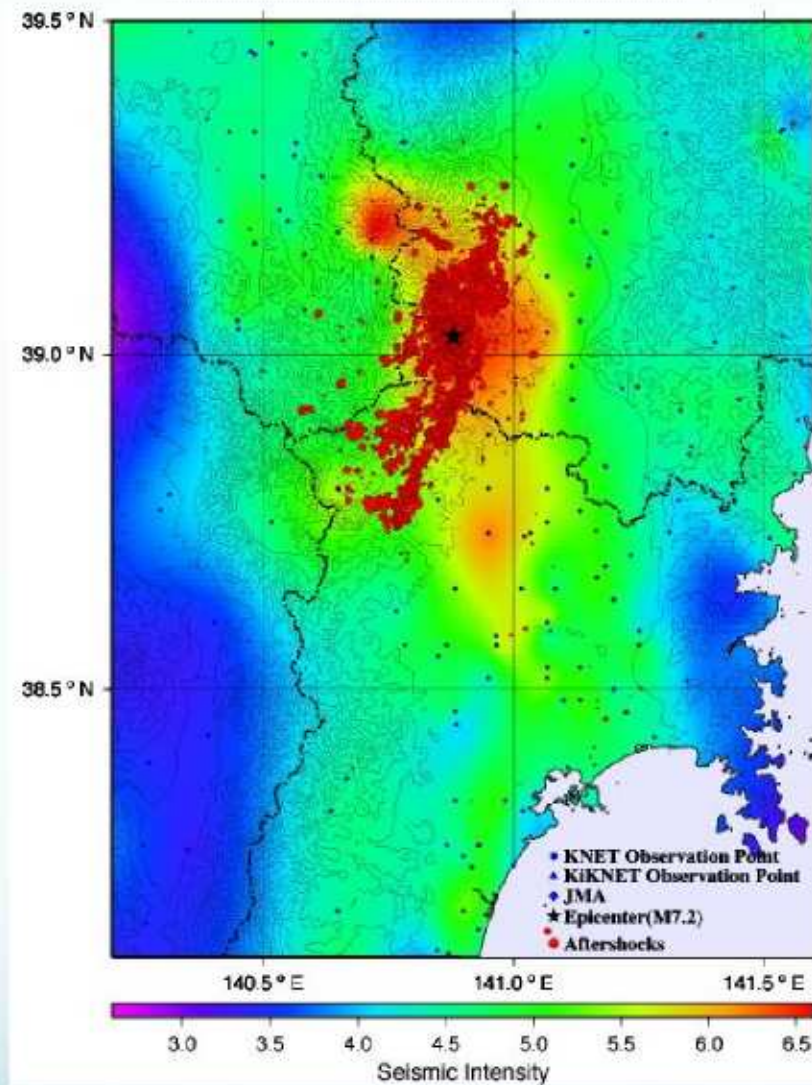 39.5°N
39.0°N
38.5°N
KNET Observation Point
KiKNET Observation Point
JMA
Epicenter(M7.2)
Aftershocks
140.5°E 141.0°E 141.5°E
3.0 3.5 4.0 4.5 5.0 5.5 6.0 6.5
Seismic Intensity